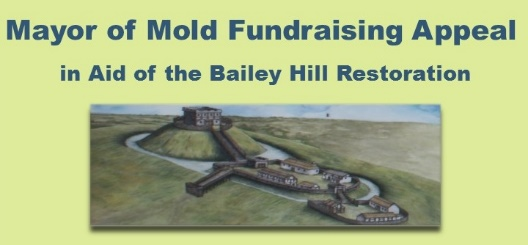 Mayor of Mold Fundraising Appeal
in Aid of the Bailey Hill Restoration